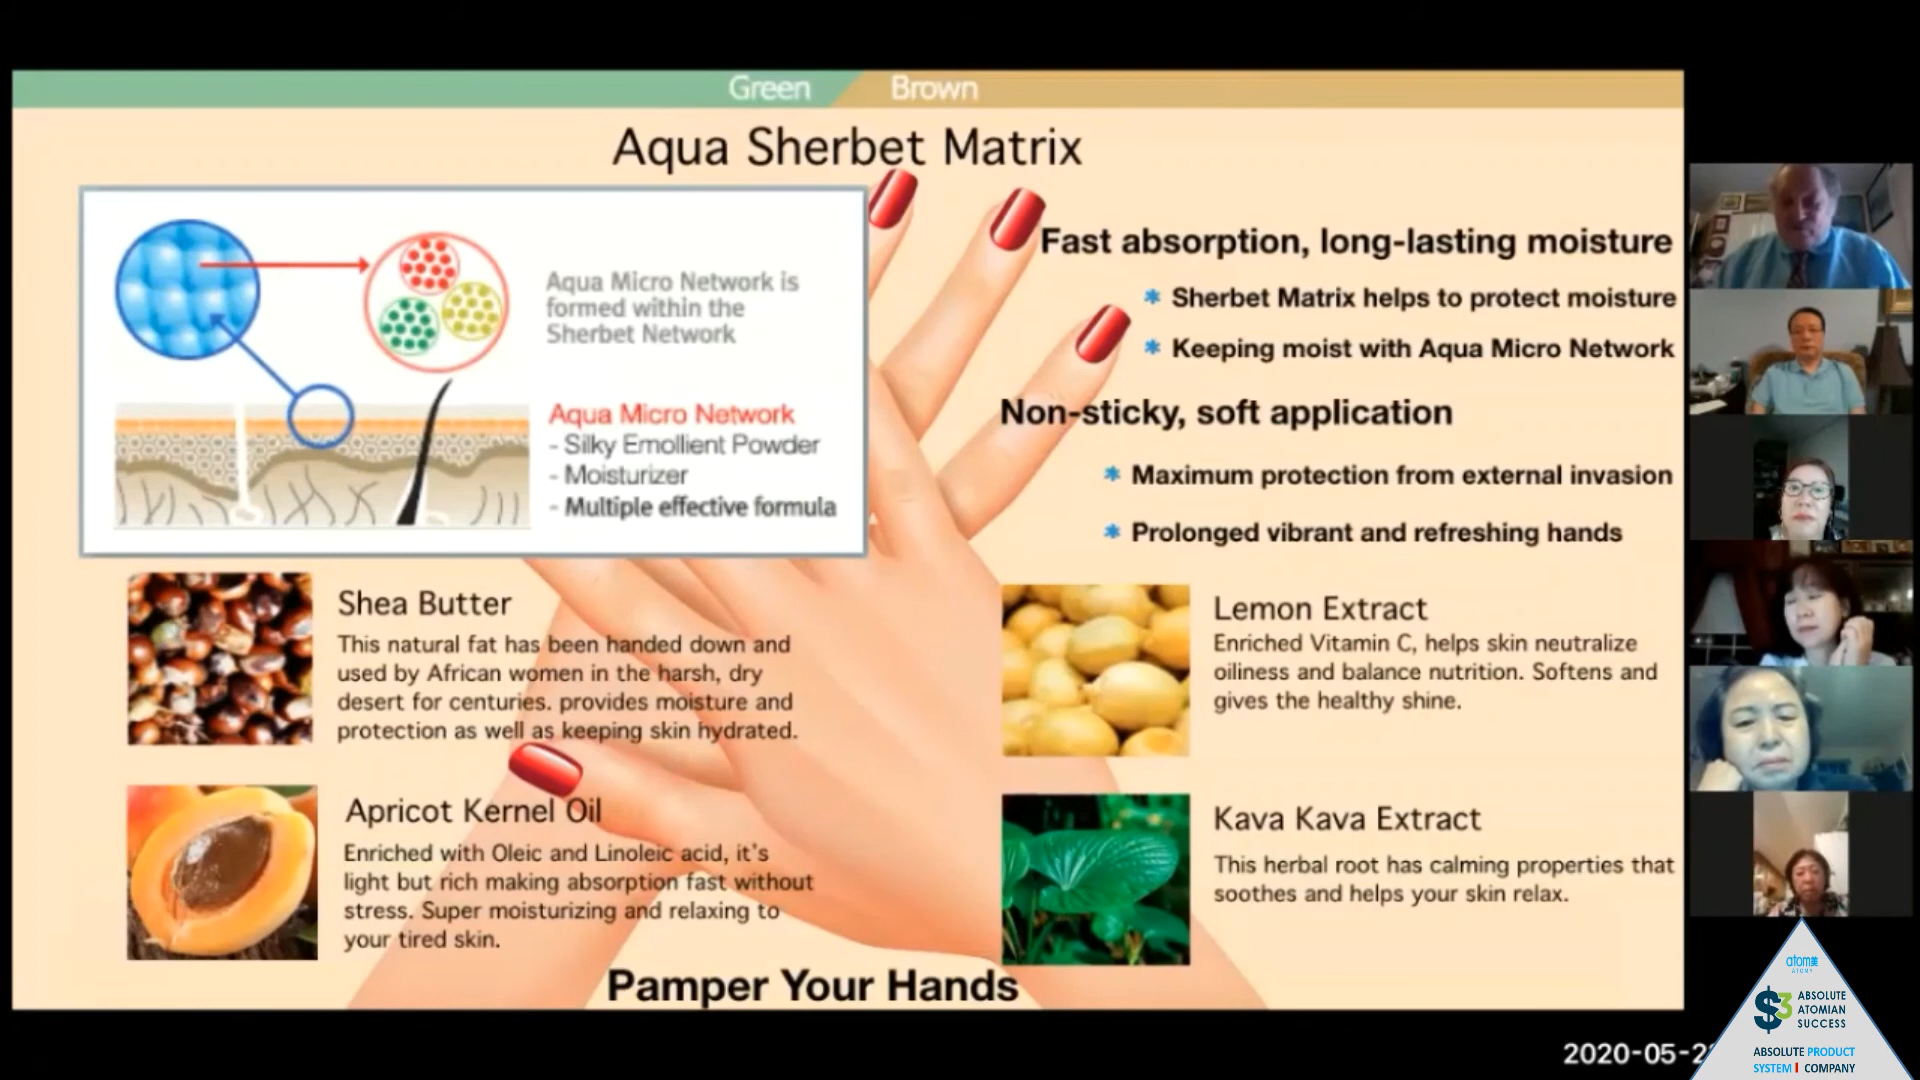 Green
Brown
Aqua Sherbet Matrix
Aqua Micro Network is
formed within the
Sherbet Network
Aqua Micro Network
- Silky Emollient Powder
- Moisturizer
- Multiple effective formula
Fast absorption, long-lasting moisture
* Sherbet Matrix helps to protect moisture
* Keeping moist with Aqua Micro Network
Non-sticky, soft application
* Maximum protection from external invasion
* Prolonged vibrant and refreshing hands
Shea Butter
This natural fat has been handed down and
used by African women in the harsh, dry
desert for centuries. provides moisture and
protection as well as keeping skin hydrated.
Lemon Extract
Enriched Vitamin C, helps skin neutralize
oiliness and balance nutrition. Softens and
gives the healthy shine.
Apricot Kernel Oil
Enriched with Oleic and Linoleic acid, it's
light but rich making absorption fast without
stress. Super moisturizing and relaxing to
your tired skin.
Kava Kava Extract
This herbal root has calming properties that
soothes and helps your skin relax.
Pamper Your Hands
atom美
ATOMY
$3
ABSOLUTE
ATOMIAN
SUCCESS
ABSOLUTE PRODUCT
SYSTEM | COMPANY
2020-05-2